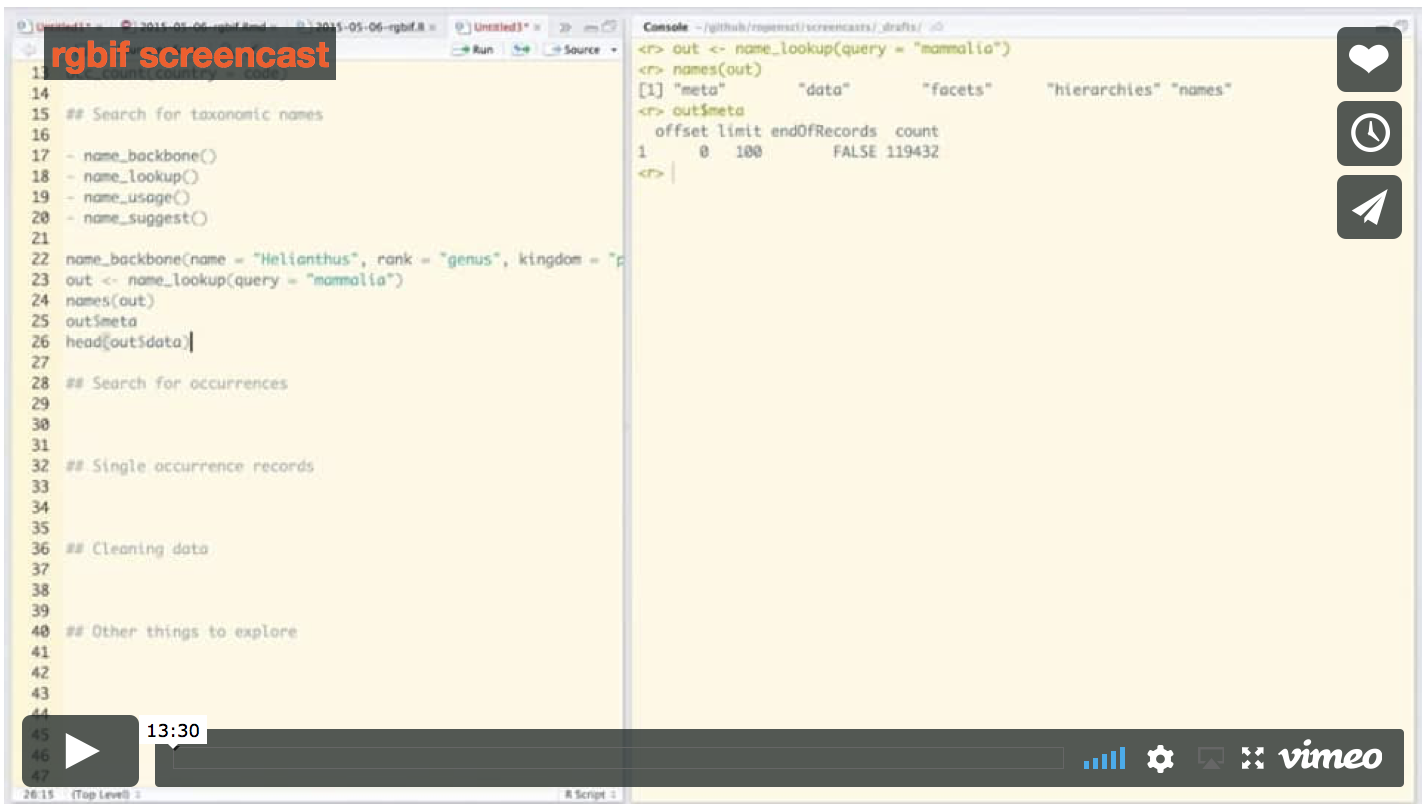 Untitled1* 2015-05-06-rgbif.Rmd 2015-05-06-rgbif.R Untitled3*
rgbif screencast
Run Source
13 occ_count(country = code)
14
15 ## Search for taxonomic names
16
17 - name_backbone()
18 - name_lookup()
19 - name_usage()
20 - name_suggest()
21
22 name_backbone(name = "Helianthus", rank = "genus", kingdom = "p
23 out <- name_lookup(query = "mammalia")
24 names(out)
25 out$meta
26 head(out$data)
27
28 ## Search for occurrences
29
30
31
32 ## Single occurrence records
33
34
35
36 ## Cleaning data
37
38
39
40 ## Other things to explore
41
42
43
44
45
46
47
26:15 (Top Level) R Script
Console ~/github/ropensci/screencasts/_drafts/
<r> out <- name_lookup(query = "mammalia")
<r> names(out)
[1] "meta" "data" "facets" "hierarchies" "names"
<r> out$meta
offset limit endOfRecords count
1 0 100 FALSE 119432
<r>
13:30
vimeo